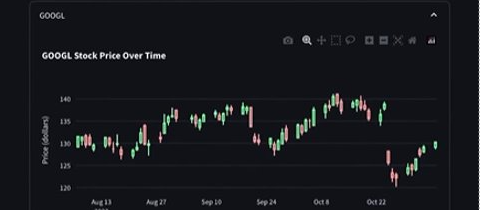 GOOGL
GOOGL Stock Price Over Time
Price (dollars)
140
135
130
125
120
Aug 13
Aug 27
Sep 10
Sep 24
Oct 8
Oct 22